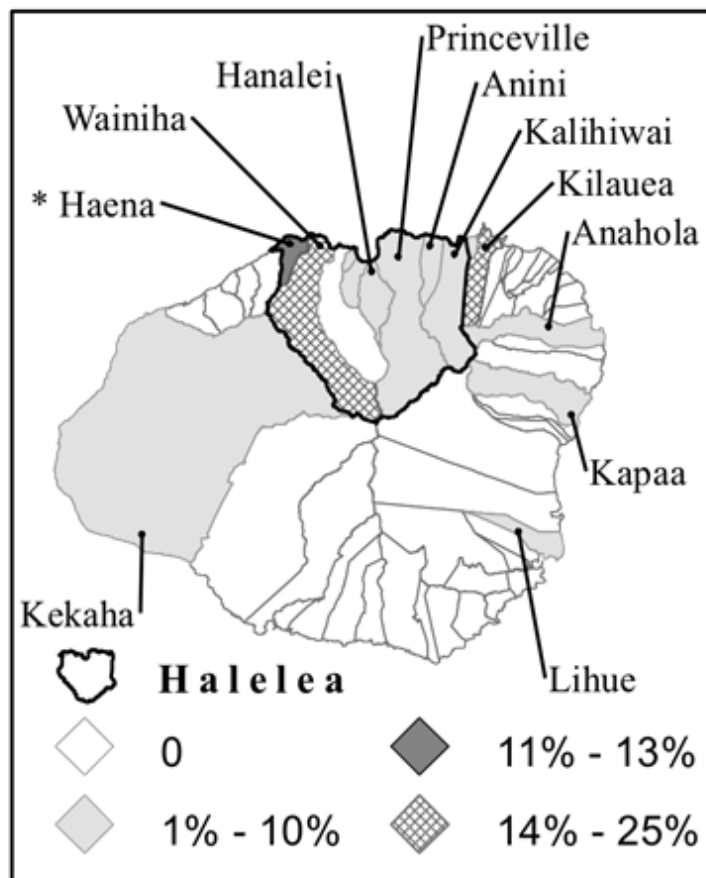 Princeville
Hanalei
Anini
Wainiha
Kalihiwai
* Haena
Kilauea
Anahola
Kapaa
Kekaha
Lihue
Halelea
0
11% - 13%
1% - 10%
14% - 25%